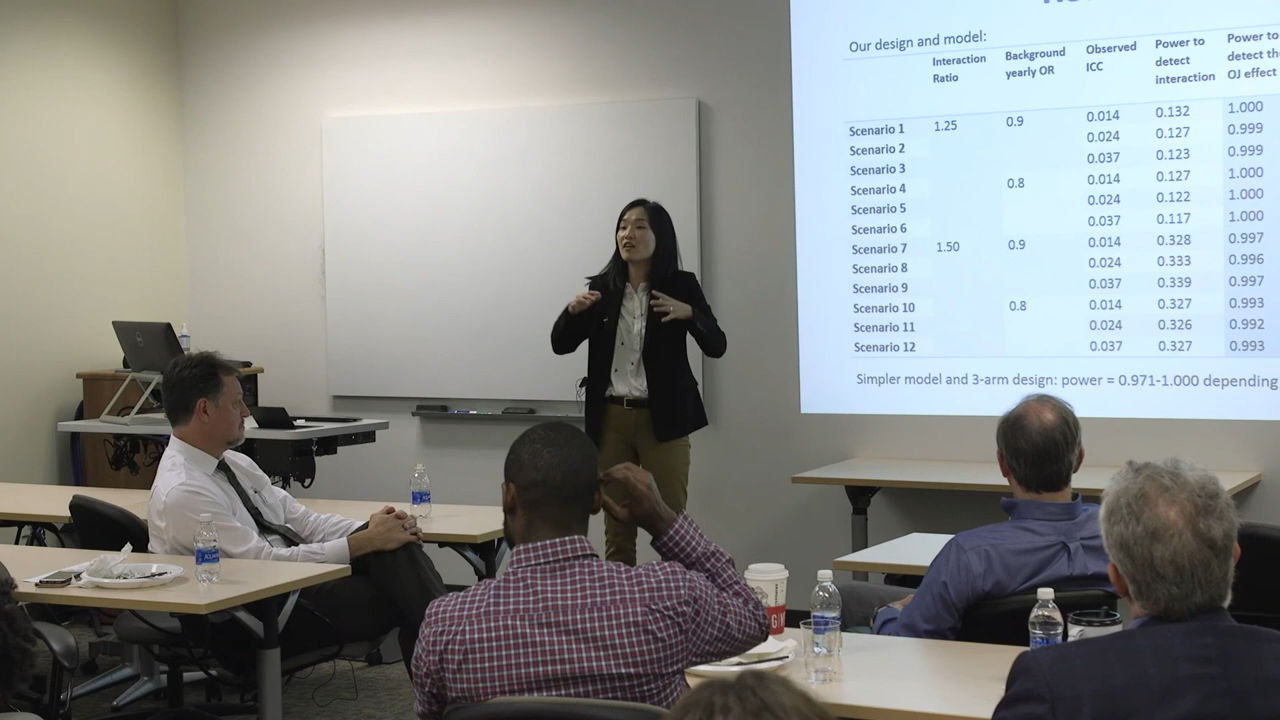 Our design and model:
Interaction Ratio Background yearly OR Observed ICC Power to detect interaction Power to detect OJ effect
Scenario 1 1.25 0.9 0.014 0.132 1.000
Scenario 2 0.024 0.127 0.999
Scenario 3 0.037 0.123 0.999
Scenario 4 0.8 0.014 0.127 1.000
Scenario 5 0.024 0.122 1.000
Scenario 6 0.037 0.117 1.000
Scenario 7 1.50 0.9 0.014 0.328 0.997
Scenario 8 0.024 0.333 0.996
Scenario 9 0.037 0.339 0.997
Scenario 10 0.8 0.014 0.327 0.993
Scenario 11 0.024 0.326 0.992
Scenario 12 0.037 0.327 0.993
Simpler model and 3-arm design: power = 0.971-1.000 depending